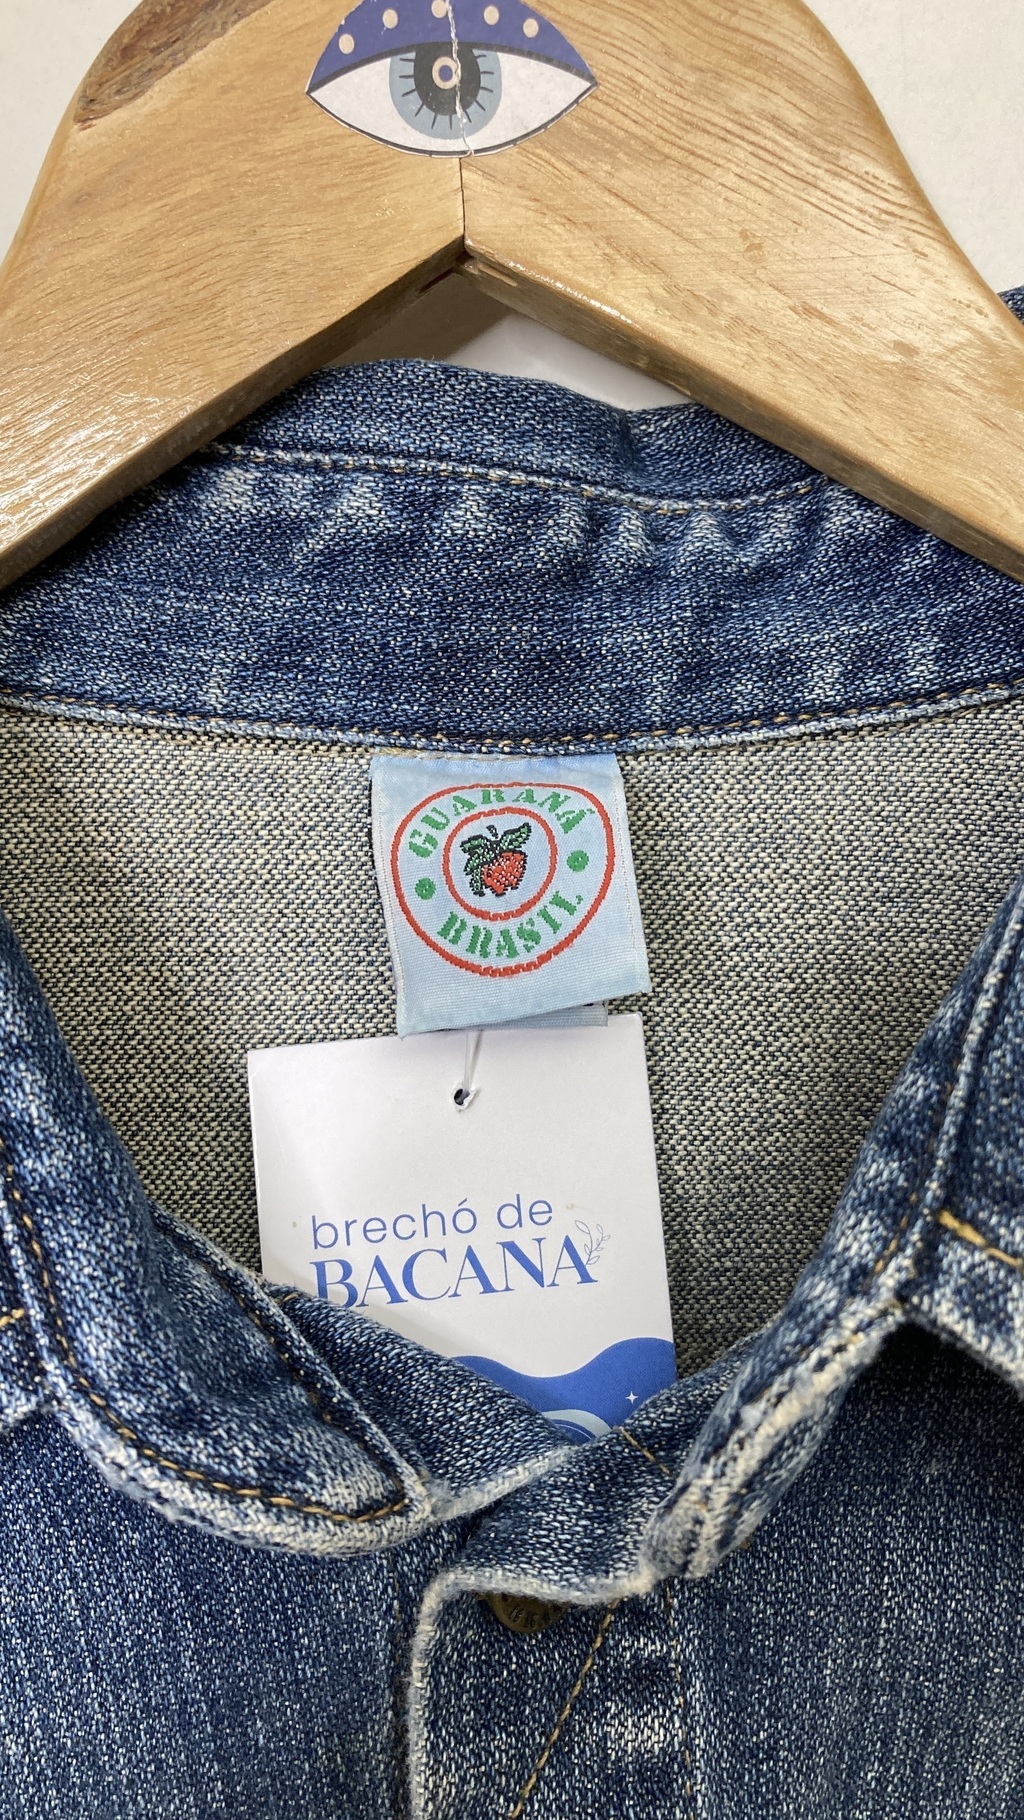 GUARANÁ
BRASIL
brechó de
BACANA